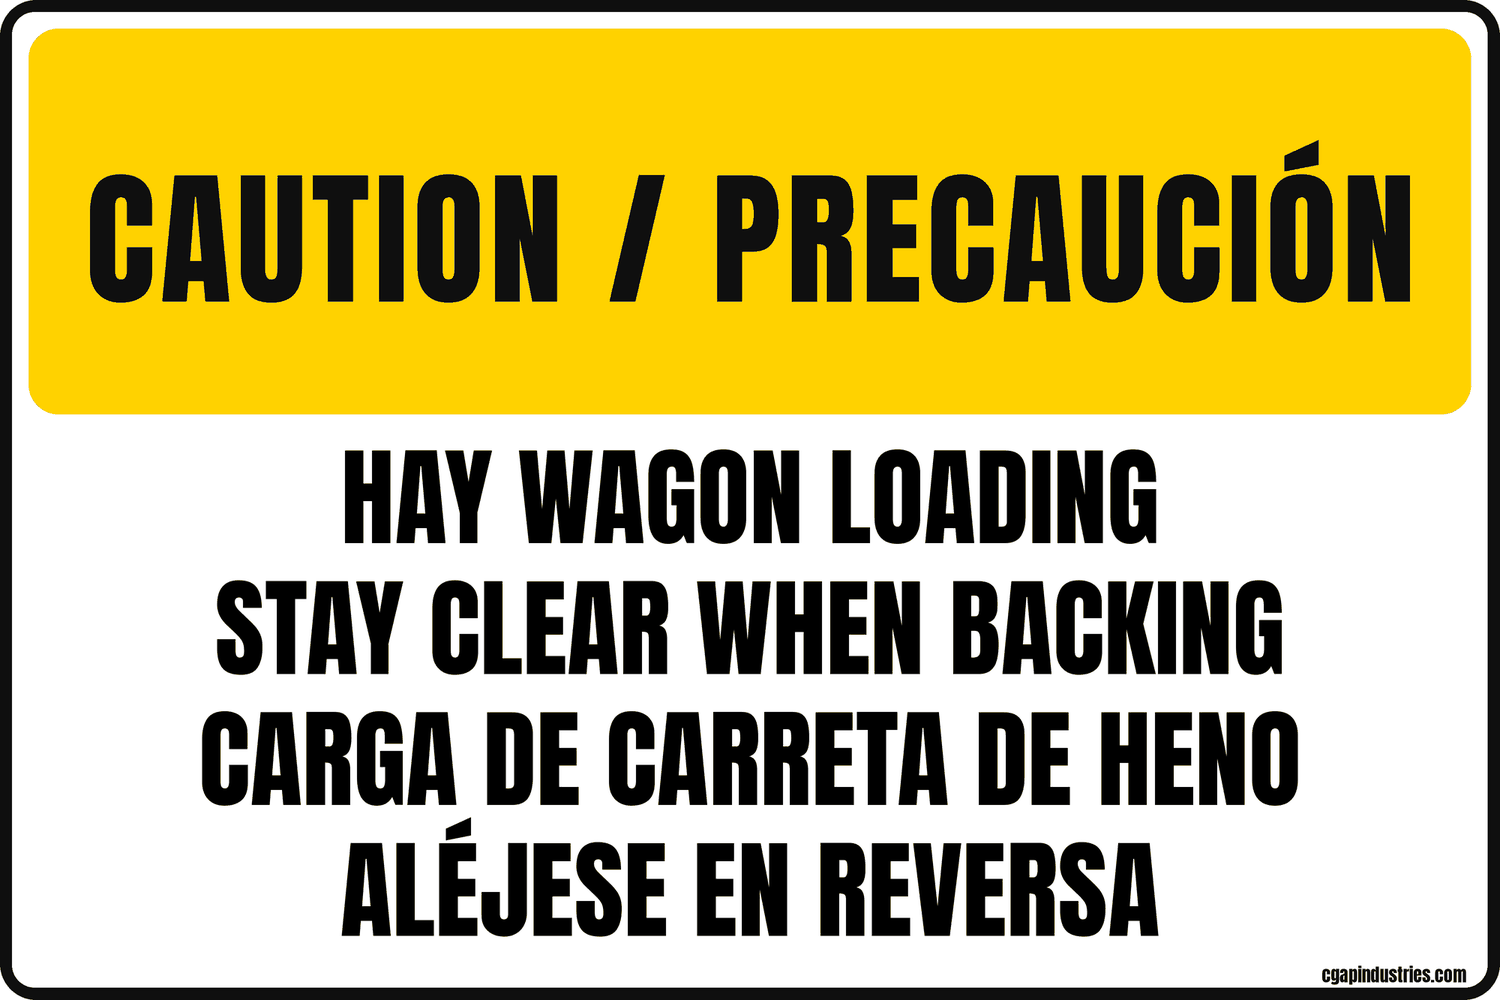 CAUTION / PRECAUCIÓN
HAY WAGON LOADING
STAY CLEAR WHEN BACKING
CARGA DE CARRETA DE HENO
ALÉJESE EN REVERSA
cgapindustries.com